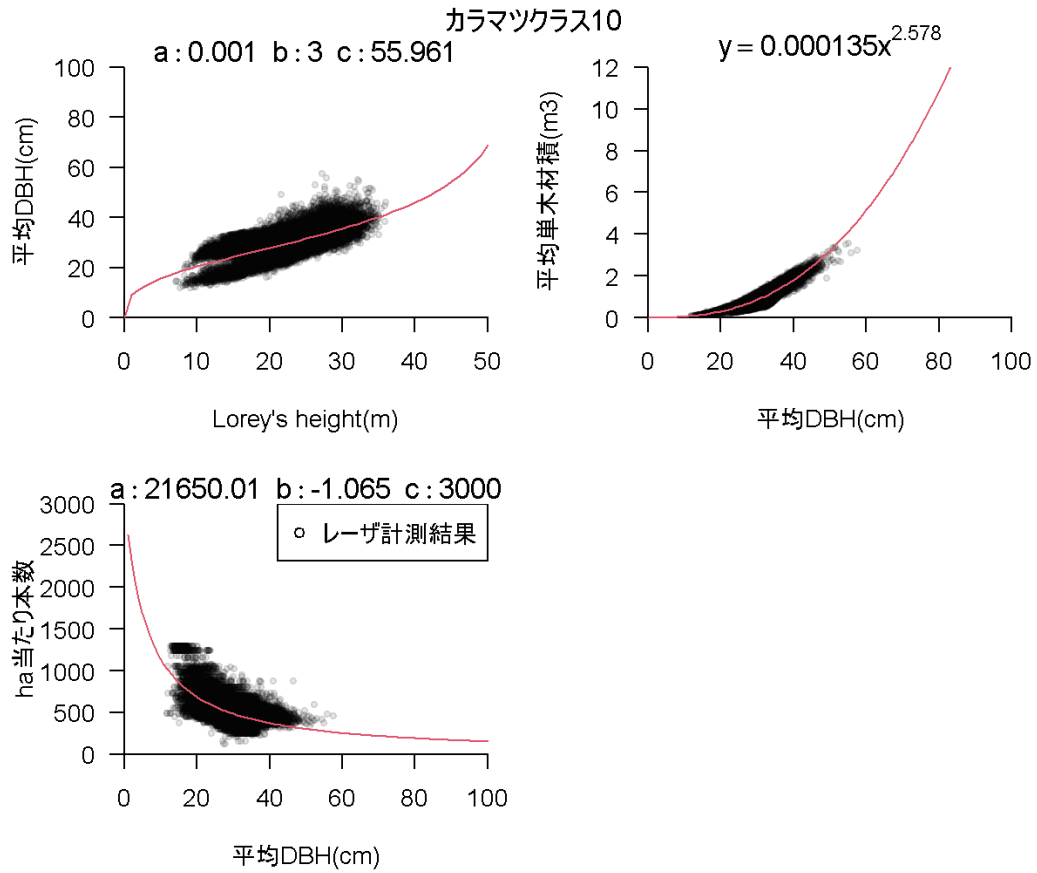 カラマツクラス10
a : 0.001 b : 3 c : 55.961
平均DBH(cm)
100
80
60
40
20
0
0 10 20 30 40 50
Lorey's height(m)
y = 0.000135x^2.578
平均単木材積(m3)
12
10
8
6
4
2
0
0 20 40 60 80 100
平均DBH(cm)
a : 21650.01 b : -1.065 c : 3000
レーザ計測結果
ha当たり本数
3000
2500
2000
1500
1000
500
0
0 20 40 60 80 100
平均DBH(cm)